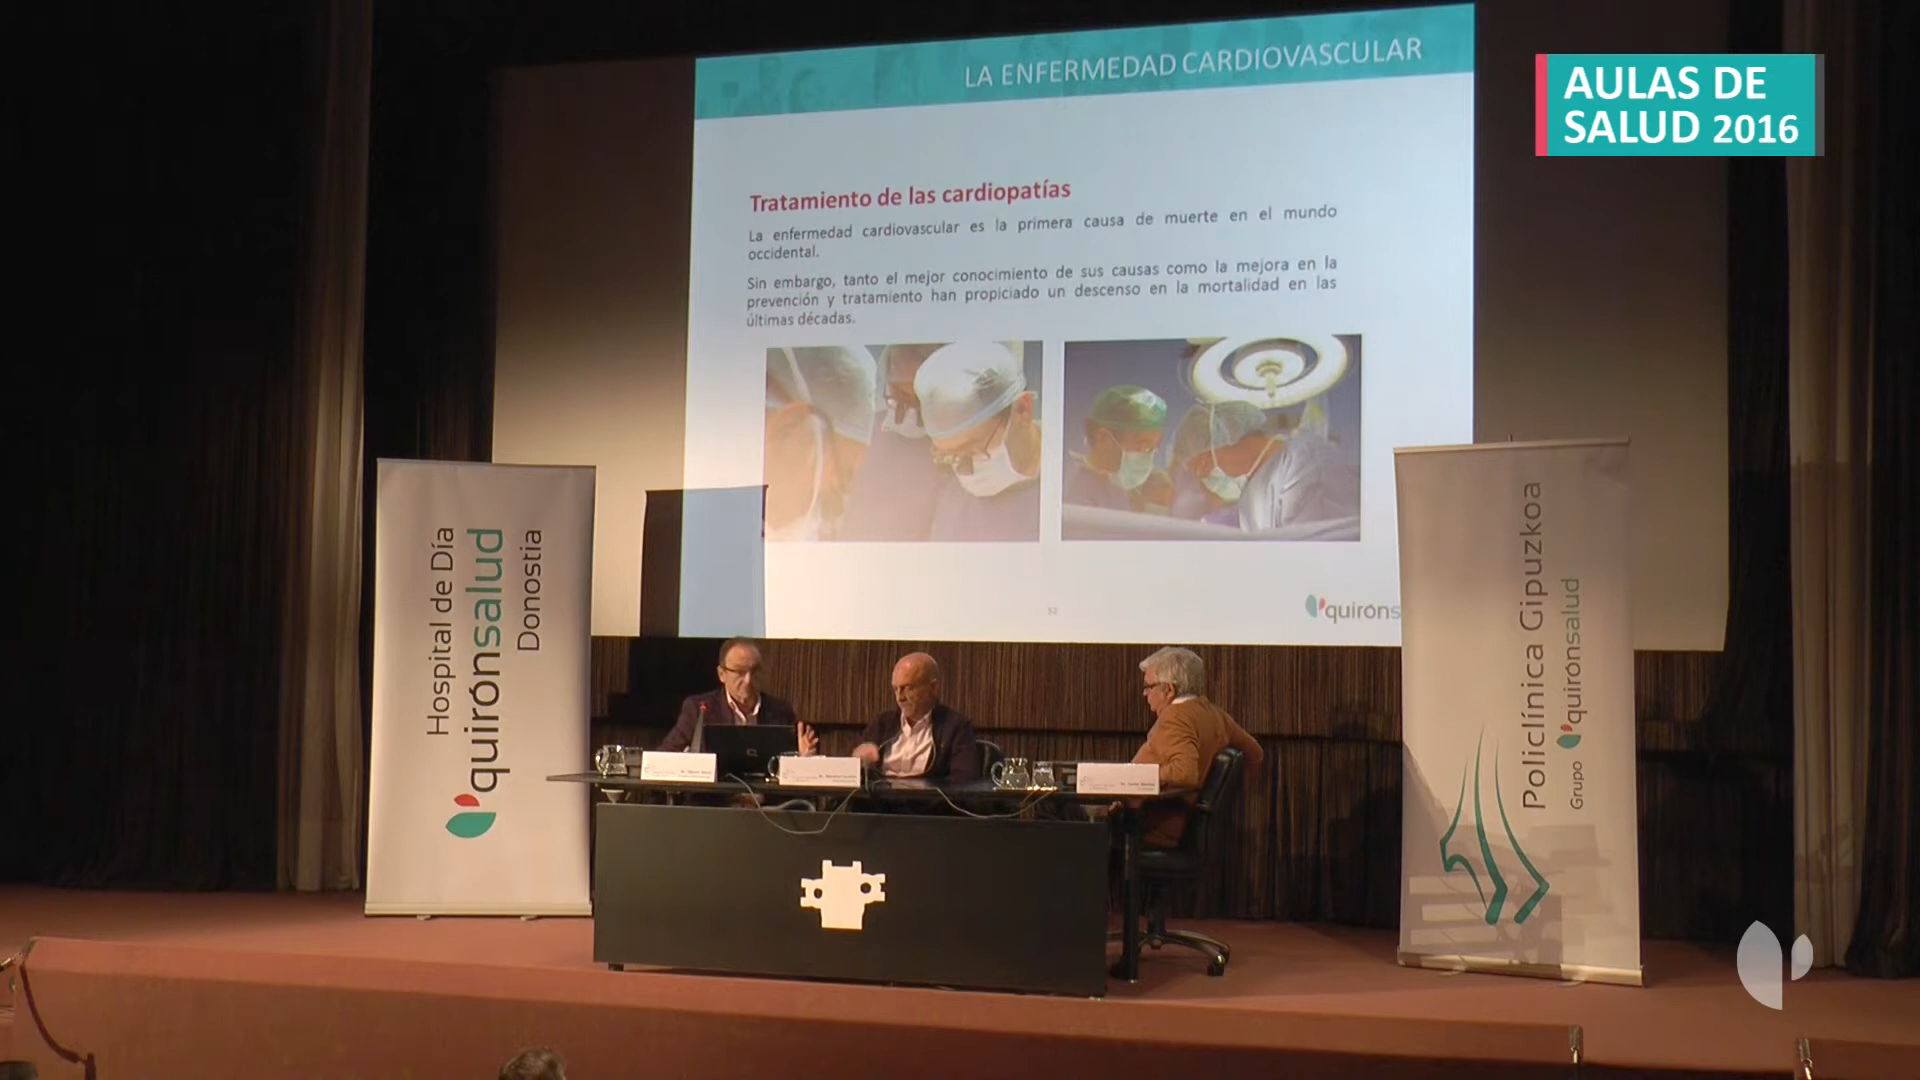 LA ENFERMEDAD CARDIOVASCULAR
AULAS DE
SALUD 2016
Tratamiento de las cardiopatías
La enfermedad cardiovascular es la primera causa de muerte en el mundo
occidental.
Sin embargo, tanto el mejor conocimiento de sus causas como la mejora en la
prevención y tratamiento han propiciado un descenso en la mortalidad en las
últimas décadas.
quiróns
Hospital de Día
quirónsalud
Donostia
Policlínica Gipuzkoa
Grupo quirónsalud